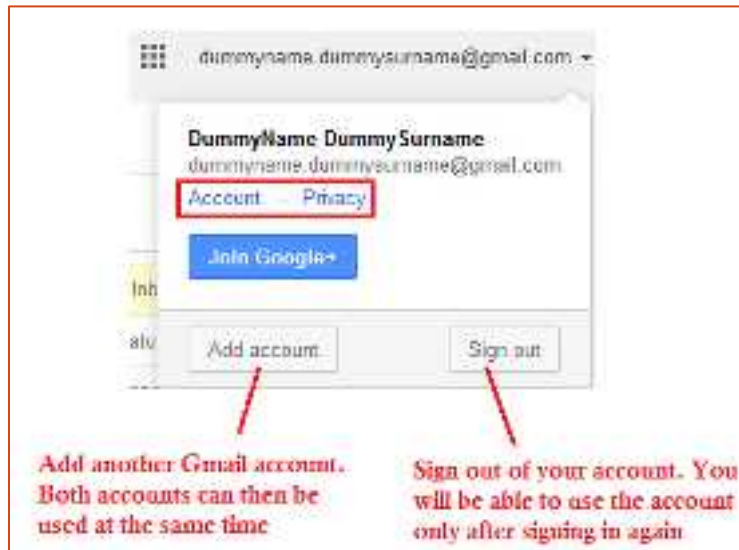 dummyname.dummysurname@gmail.com
DummyName DummySurname
dummyname.dummysurname@gmail.com
Account Privacy
Join Google+
Inb
Add account
Sign out
Add another Gmail account.
Both accounts can then be
used at the same time
Sign out of your account. You
will be able to use the account
only after signing in again